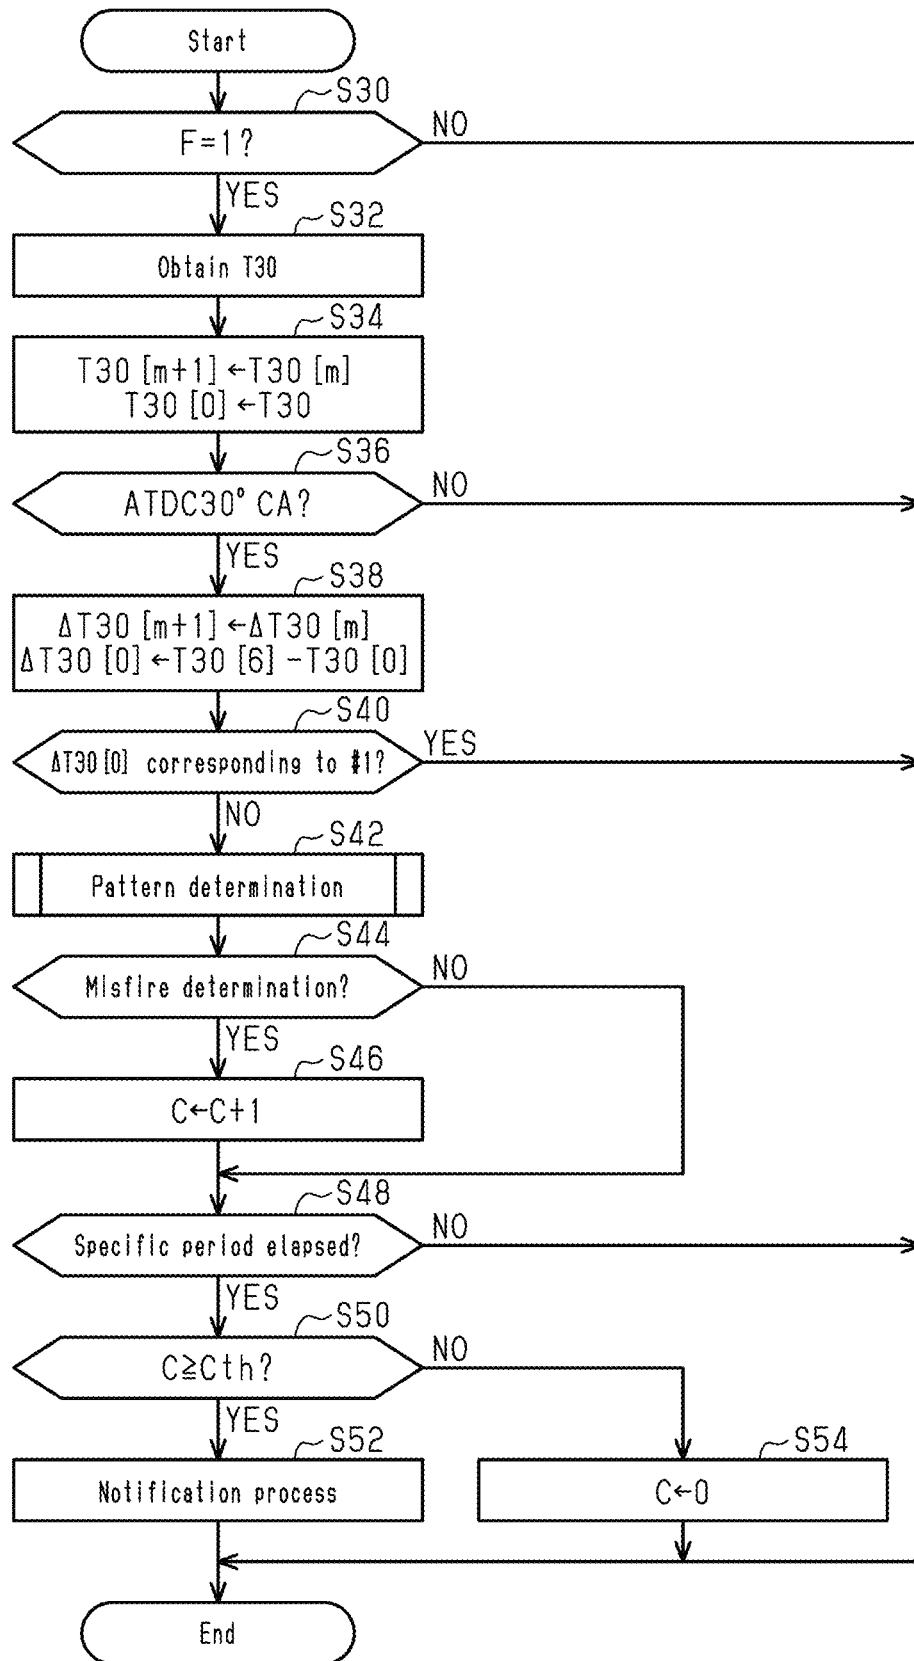 Start
S30
F=1?
NO
YES
S32
Obtain T30
S34
T30 [m+1] ←T30 [m]
T30 [0] ←T30
S36
ATDC30° CA?
NO
YES
S38
ΔT30 [m+1] ←ΔT30 [m]
ΔT30 [0] ←T30 [6] −T30 [0]
S40
ΔT30[0] corresponding to #1?
YES
NO
S42
Pattern determination
S44
Misfire determination?
NO
YES
S46
C←C+1
S48
Specific period elapsed?
NO
YES
S50
C≧Cth?
NO
YES
S52
Notification process
S54
C←0
End